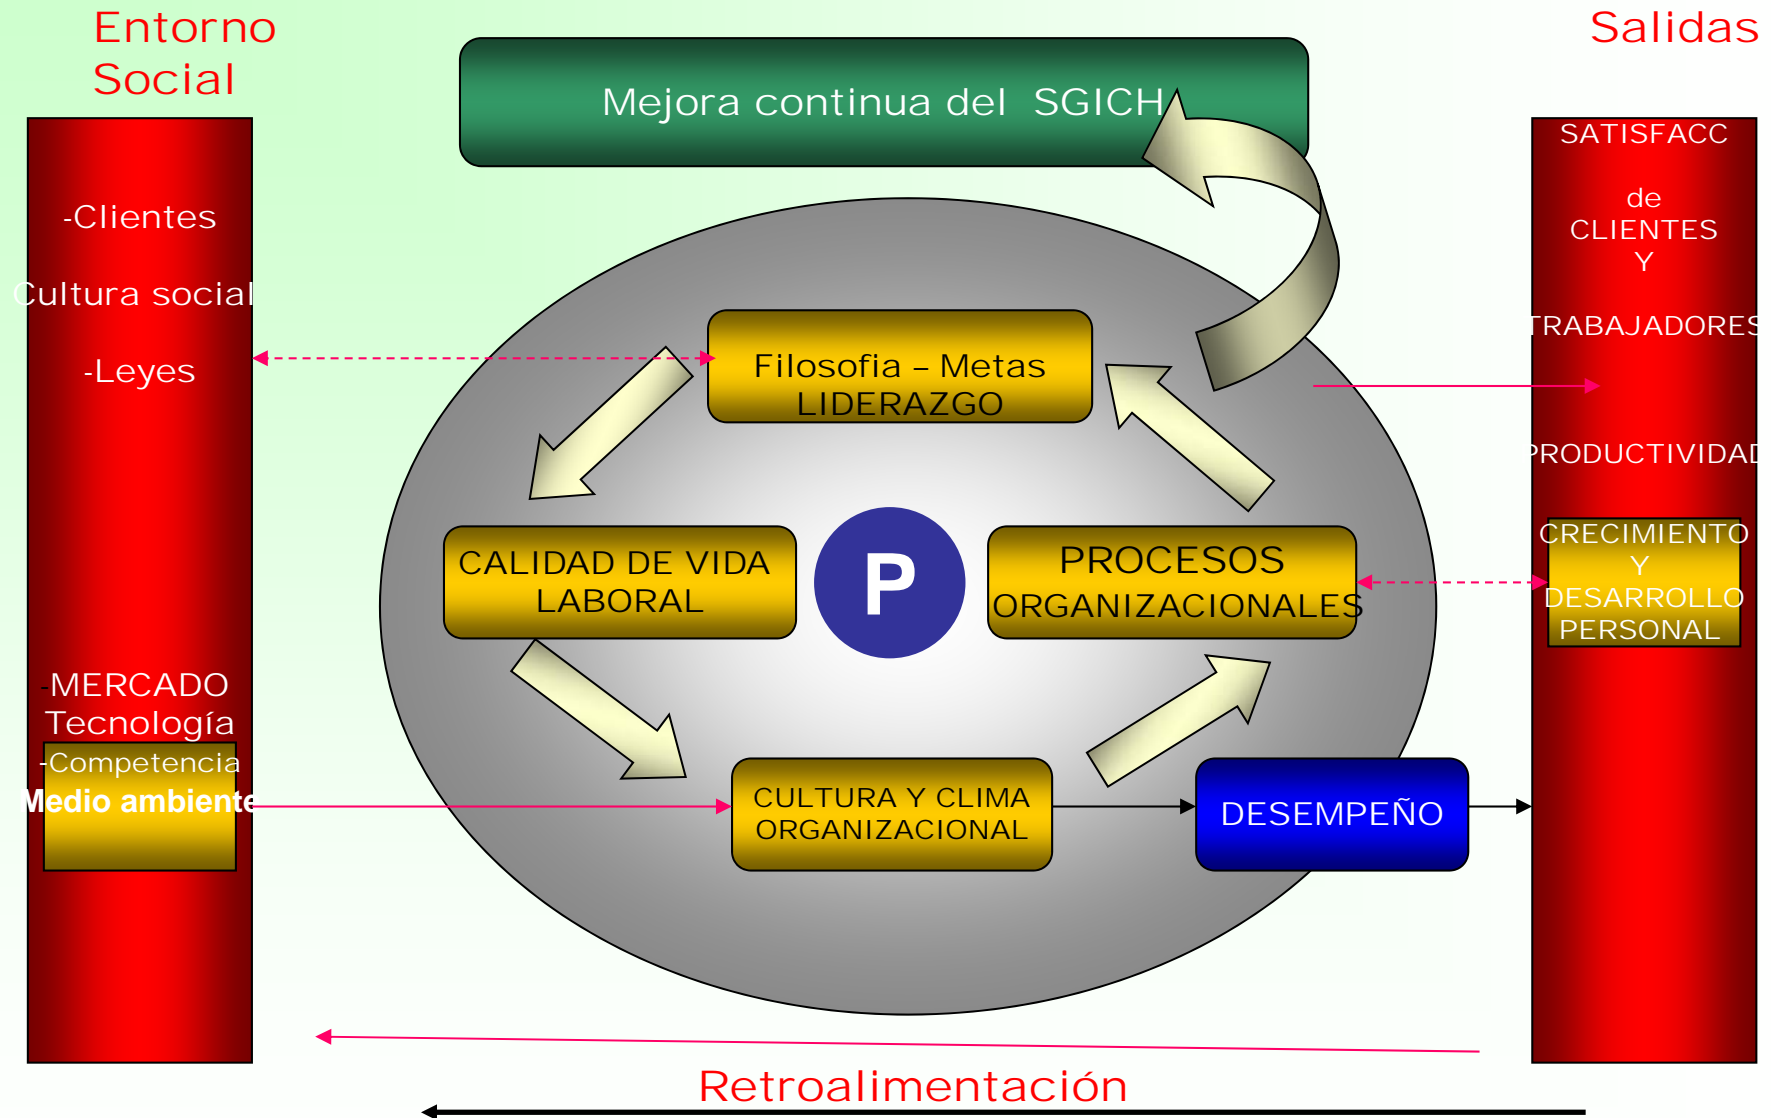 Entorno
Social
Salidas
Mejora continua del SGICH
-Clientes
Cultura social
-Leyes
-MERCADO
Tecnología
-Competencia
Medio ambiente
Filosofia – Metas
LIDERAZGO
CALIDAD DE VIDA
LABORAL
P
PROCESOS
ORGANIZACIONALES
CULTURA Y CLIMA
ORGANIZACIONAL
DESEMPEÑO
SATISFACC
de
CLIENTES
Y
TRABAJADORES
PRODUCTIVIDAD
CRECIMIENTO
Y
DESARROLLO
PERSONAL
Retroalimentación